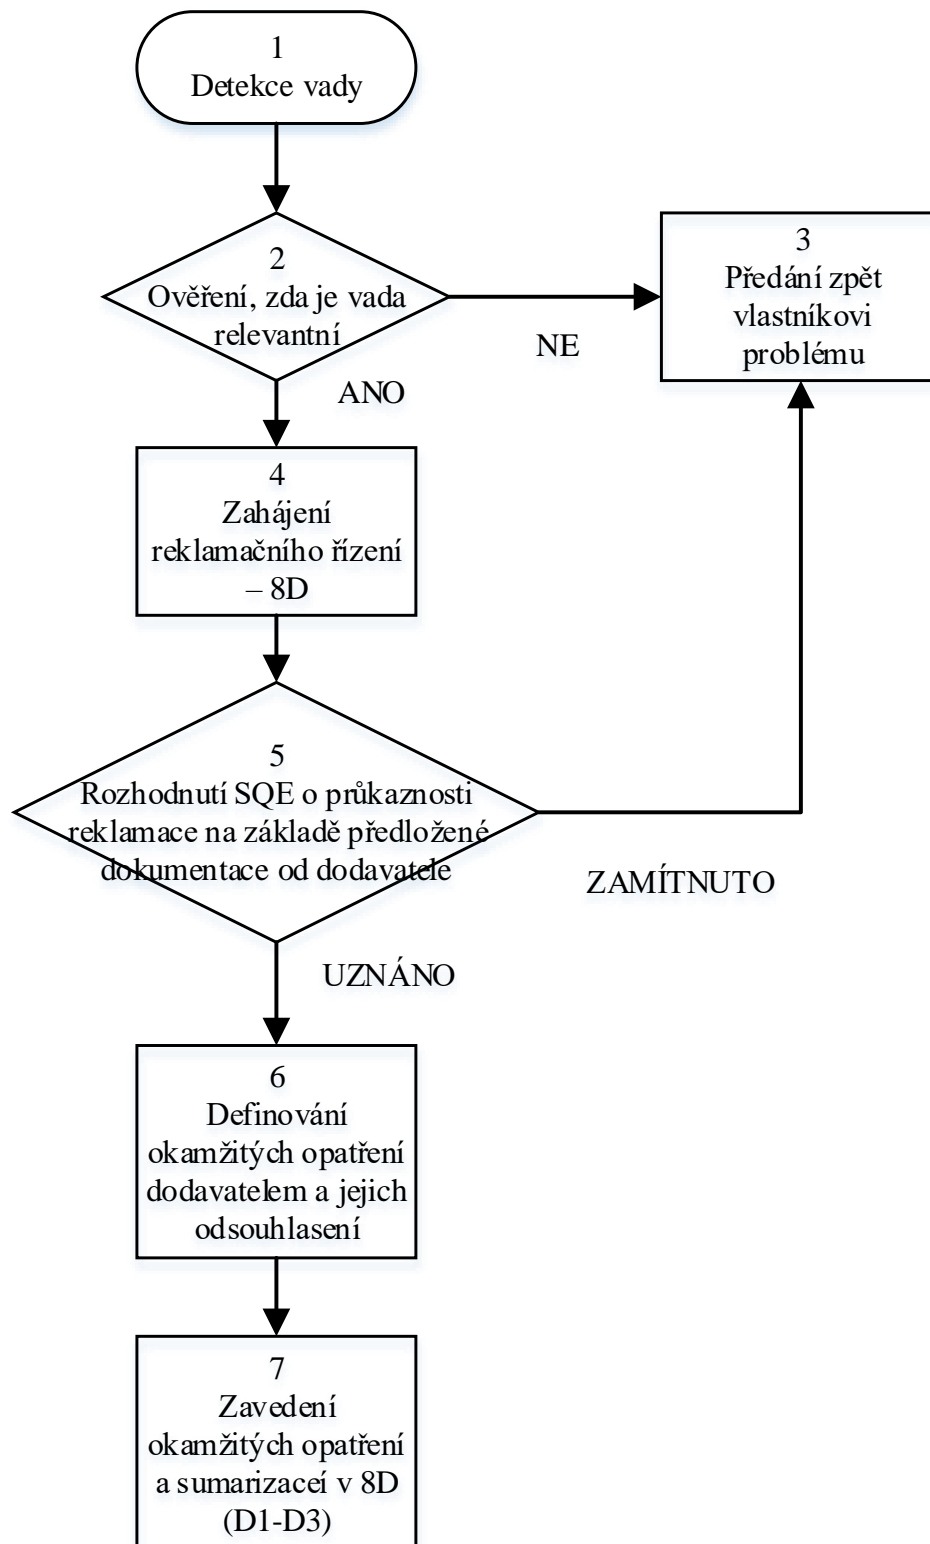 1
Detekce vady
2
Ověření, zda je vada
relevantní
NE
3
Předání zpět
vlastníkovi
problému
ANO
4
Zahájení
reklamačního řízení
– 8D
5
Rozhodnutí SQE o průkaznosti
reklamace na základě předložené
dokumentace od dodavatele
ZAMÍTNUTO
UZNÁNO
6
Definování
okamžitých opatření
dodavatelem a jejich
odsouhlasení
7
Zavedení
okamžitých opatření
a sumarizaceí v 8D
(D1-D3)